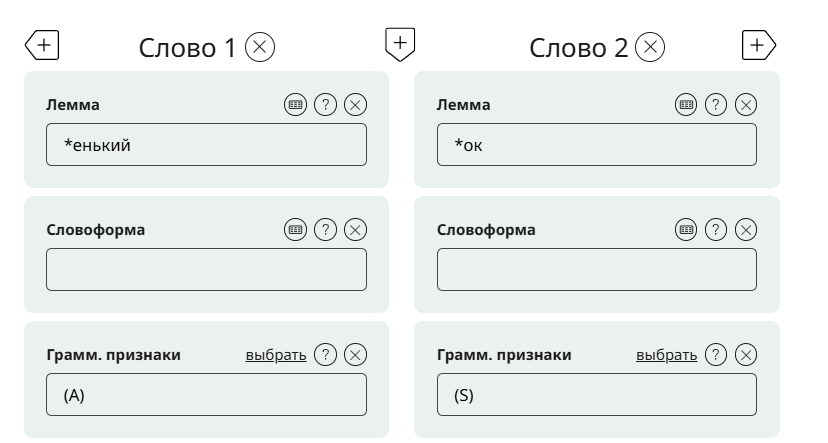 Слово 1 Слово 2
Лемма ? Лемма ?
*енький *ок
Словоформа ? Словоформа ?
Грамм. признаки выбрать ? Грамм. признаки выбрать ?
(A) (S)